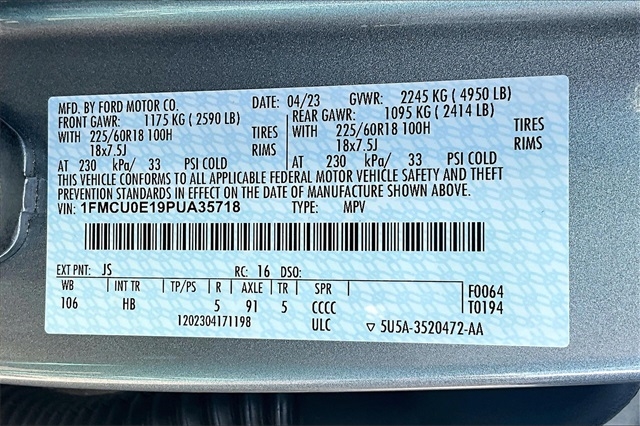 MFD. BY FORD MOTOR CO. DATE: 04/23 GVWR: 2245 KG ( 4950 LB)
FRONT GAWR: 1175 KG ( 2590 LB) REAR GAWR: 1095 KG ( 2414 LB)
WITH 225/60R18 100H TIRES WITH 225/60R18 100H TIRES
18x7.5J RIMS 18x7.5J RIMS
AT 230 kPa/ 33 PSI COLD AT 230 kPa/ 33 PSI COLD
THIS VEHICLE CONFORMS TO ALL APPLICABLE FEDERAL MOTOR VEHICLE SAFETY AND THEFT
PREVENTION STANDARDS IN EFFECT ON THE DATE OF MANUFACTURE SHOWN ABOVE.
VIN: 1FMCU0E19PUA35718 TYPE: MPV
EXT PNT: JS RC: 16 DSO:
WB INT TR TP/PS R AXLE TR SPR F0064
106 HB 5 91 5 CCCC T0194
1202304171198 ULC ▽ 5U5A-3520472-AA